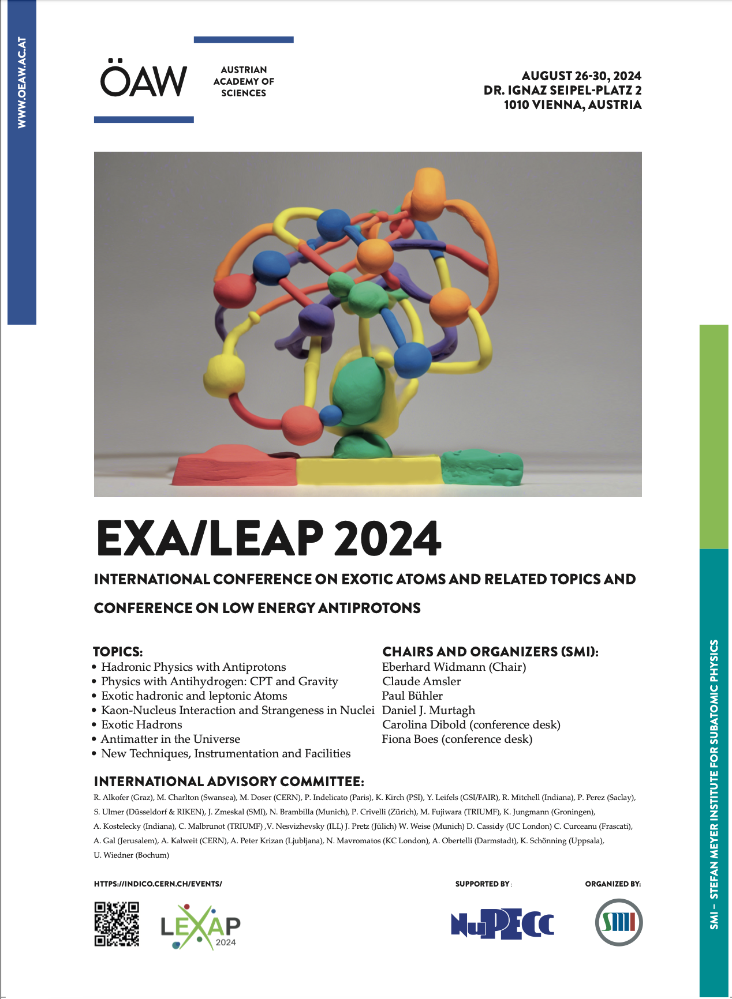 WWW.OEAW.AC.AT
ÖAW
AUSTRIAN
ACADEMY OF
SCIENCES
AUGUST 26-30, 2024
DR. IGNAZ SEIPEL-PLATZ 2
1010 VIENNA, AUSTRIA
EXA/LEAP 2024
INTERNATIONAL CONFERENCE ON EXOTIC ATOMS AND RELATED TOPICS AND
CONFERENCE ON LOW ENERGY ANTIPROTONS
TOPICS:
• Hadronic Physics with Antiprotons
• Physics with Antihydrogen: CPT and Gravity
• Exotic hadronic and leptonic Atoms
• Kaon-Nucleus Interaction and Strangeness in Nuclei
• Exotic Hadrons
• Antimatter in the Universe
• New Techniques, Instrumentation and Facilities
CHAIRS AND ORGANIZERS (SMI):
Eberhard Widmann (Chair)
Claude Amsler
Paul Bühler
Daniel J. Murtagh
Carolina Dibold (conference desk)
Fiona Boes (conference desk)
INTERNATIONAL ADVISORY COMMITTEE:
R. Alkofer (Graz), M. Charlton (Swansea), M. Doser (CERN), P. Indelicato (Paris), K. Kirch (PSI), Y. Leifels (GSI/FAIR), R. Mitchell (Indiana), P. Perez (Saclay),
S. Ulmer (Düsseldorf & RIKEN), J. Zmeskal (SMI), N. Brambilla (Munich), P. Crivelli (Zürich), M. Fujiwara (TRIUMF), K. Jungmann (Groningen),
A. Kostelecky (Indiana), C. Malbrunot (TRIUMF) ,V. Nesvizhevsky (ILL) J. Pretz (Jülich) W. Weise (Munich) D. Cassidy (UC London) C. Curceanu (Frascati),
A. Gal (Jerusalem), A. Kalweit (CERN), A. Peter Krizan (Ljubljana), N. Mavromatos (KC London), A. Obertelli (Darmstadt), K. Schönning (Uppsala),
U. Wiedner (Bochum)
HTTPS://INDICO.CERN.CH/EVENTS/
LEXAP
2024
SUPPORTED BY :
NuPECC
ORGANIZED BY:
SMI
SMI – STEFAN MEYER INSTITUTE FOR SUBATOMIC PHYSICS